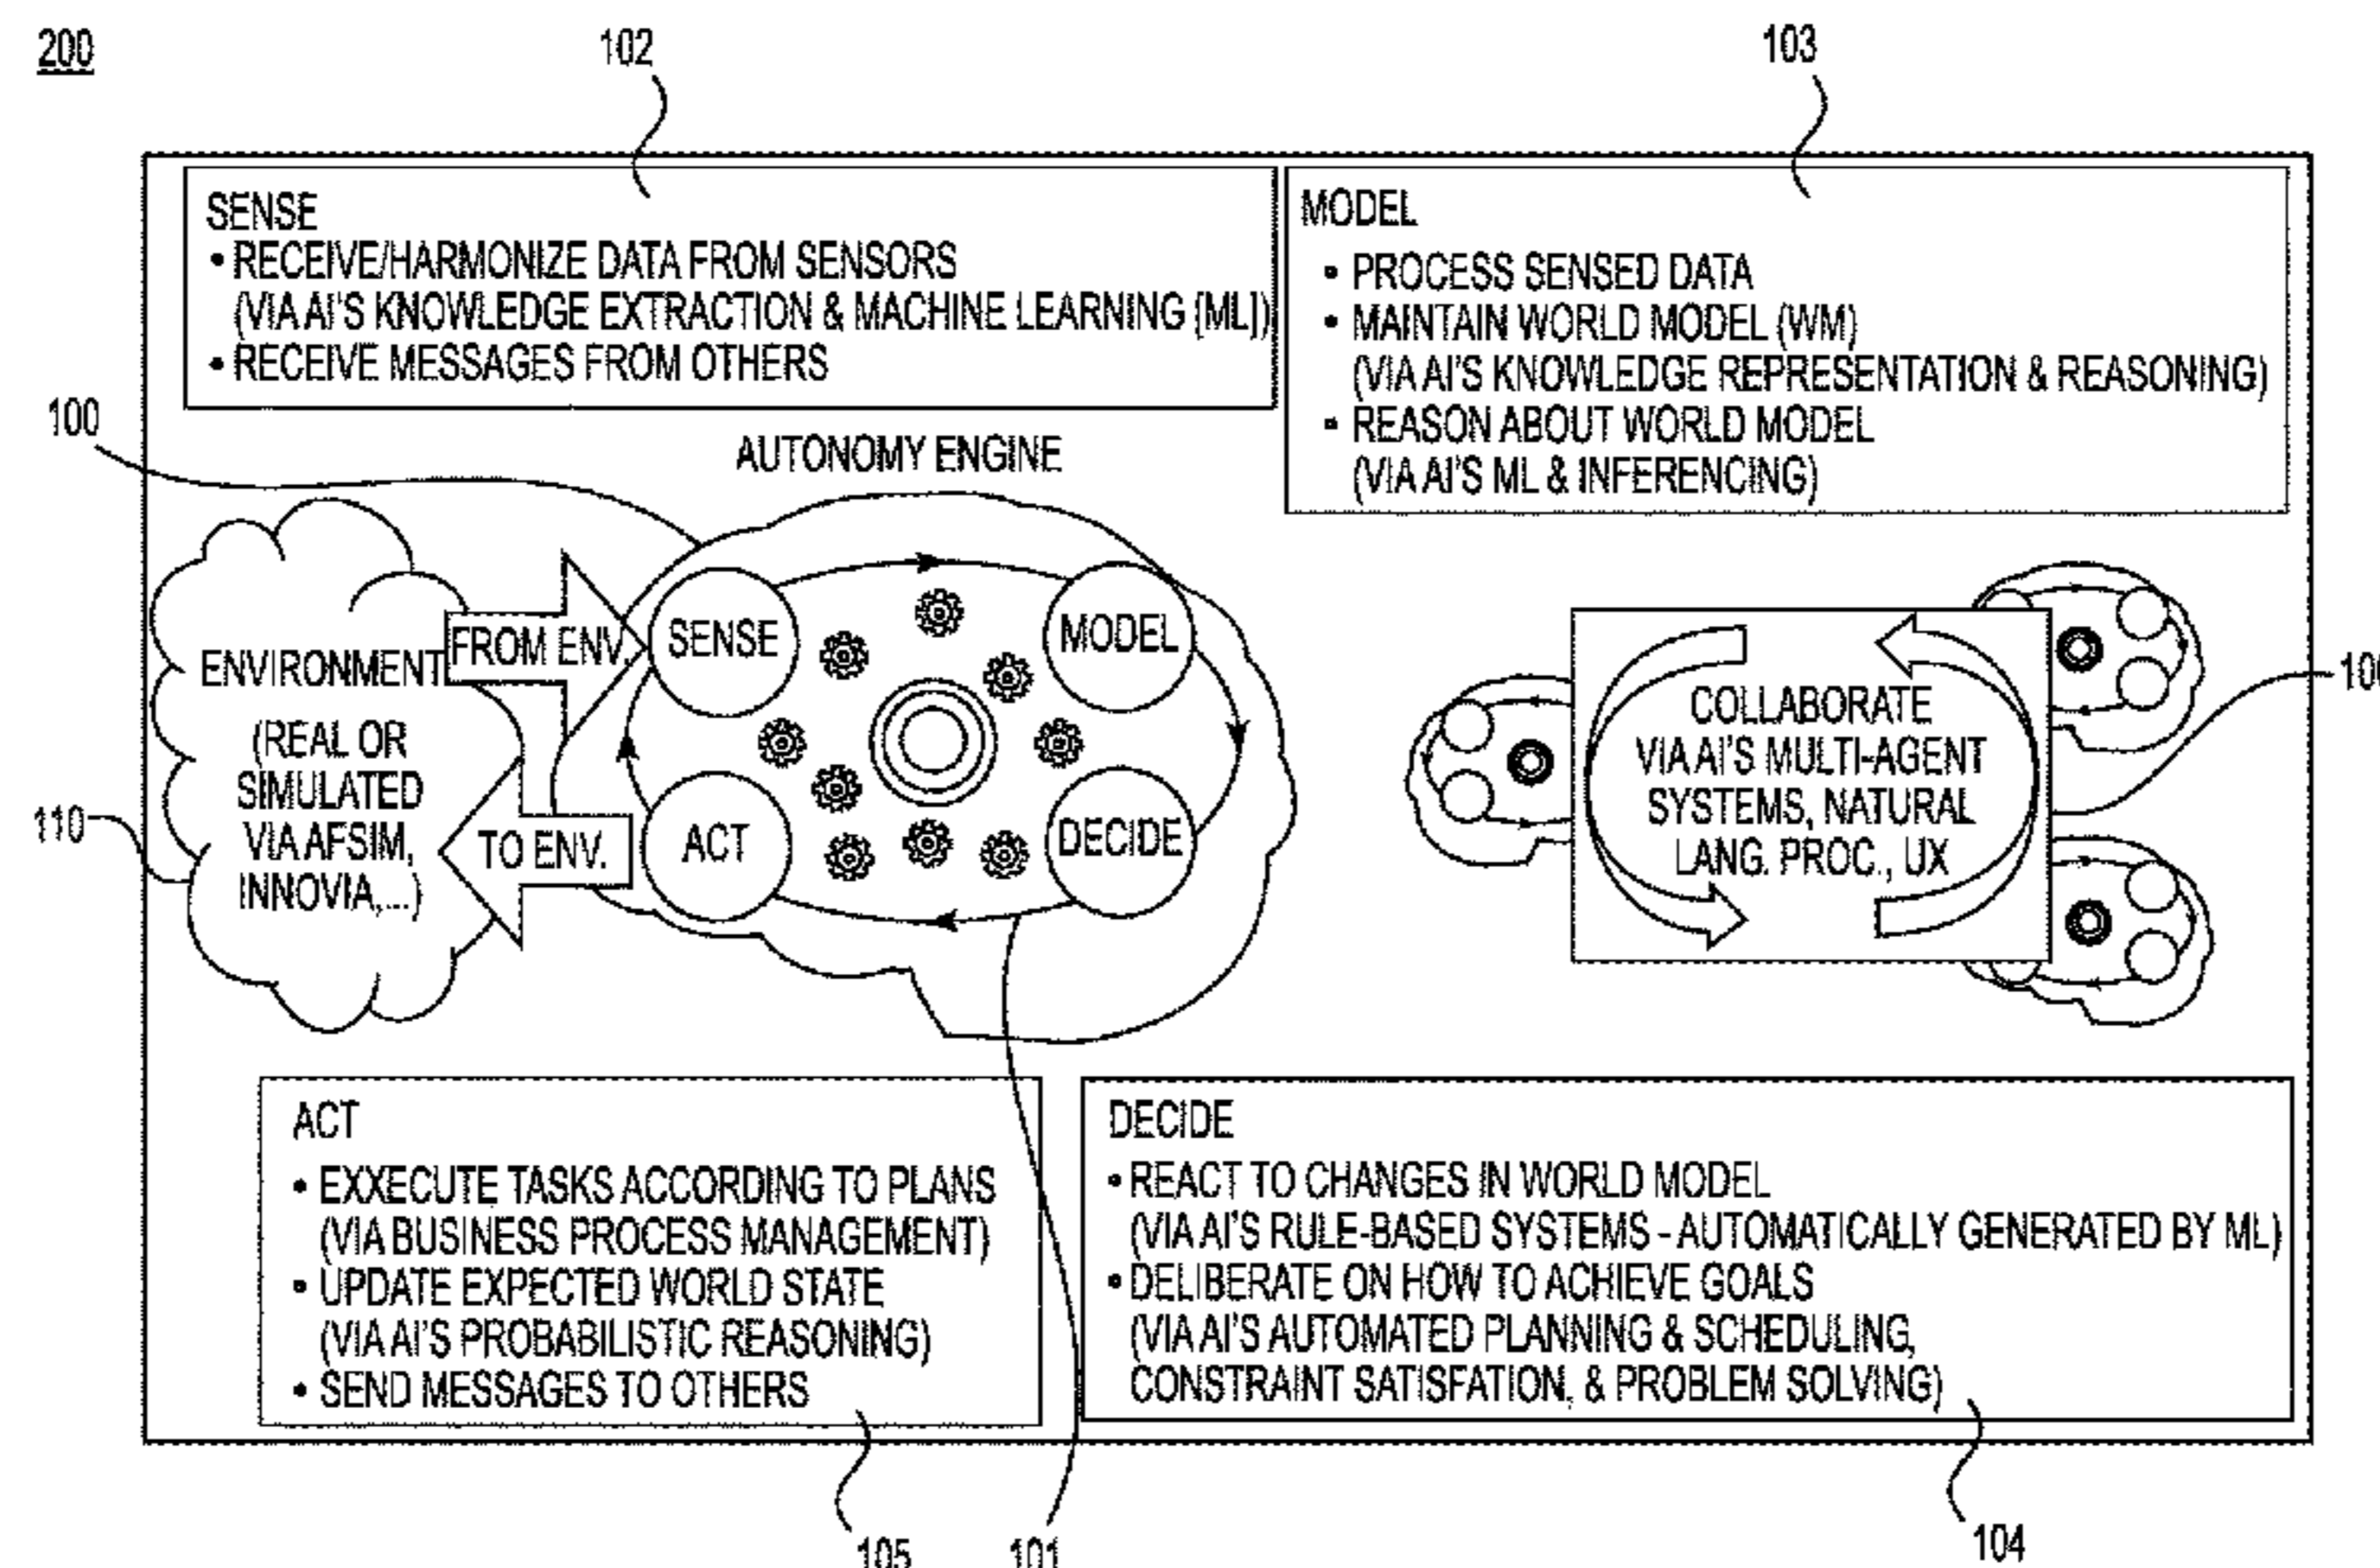 200
102
103
SENSE
• RECEIVE/HARMONIZE DATA FROM SENSORS
(VIA AI'S KNOWLEDGE EXTRACTION & MACHINE LEARNING [ML])
• RECEIVE MESSAGES FROM OTHERS
MODEL
• PROCESS SENSED DATA
• MAINTAIN WORLD MODEL (WM)
(VIA AI'S KNOWLEDGE REPRESENTATION & REASONING)
• REASON ABOUT WORLD MODEL
(VIA AI'S ML & INFERENCING)
100
AUTONOMY ENGINE
ENVIRONMENT
(REAL OR
SIMULATED
VIA AFSIM,
INNOVIA,...)
110
FROM ENV.
TO ENV.
SENSE
MODEL
ACT
DECIDE
COLLABORATE
VIA AI'S MULTI-AGENT
SYSTEMS, NATURAL
LANG. PROC., UX
ACT
• EXXECUTE TASKS ACCORDING TO PLANS
(VIA BUSINESS PROCESS MANAGEMENT)
• UPDATE EXPECTED WORLD STATE
(VIA AI'S PROBABILISTIC REASONING)
• SEND MESSAGES TO OTHERS
DECIDE
• REACT TO CHANGES IN WORLD MODEL
(VIA AI'S RULE-BASED SYSTEMS - AUTOMATICALLY GENERATED BY ML)
• DELIBERATE ON HOW TO ACHIEVE GOALS
(VIA AI'S AUTOMATED PLANNING & SCHEDULING,
CONSTRAINT SATISFATION, & PROBLEM SOLVING)
105
101
104